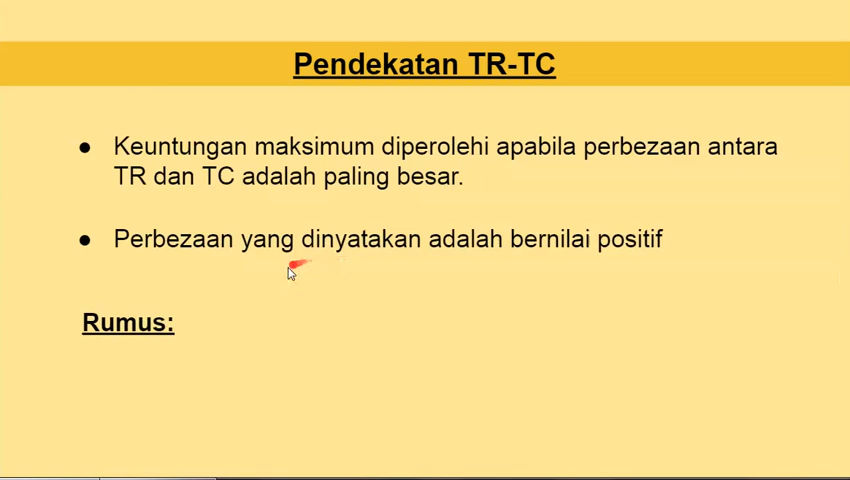 Pendekatan TR-TC
● Keuntungan maksimum diperolehi apabila perbezaan antara
TR dan TC adalah paling besar.
● Perbezaan yang dinyatakan adalah bernilai positif
Rumus: